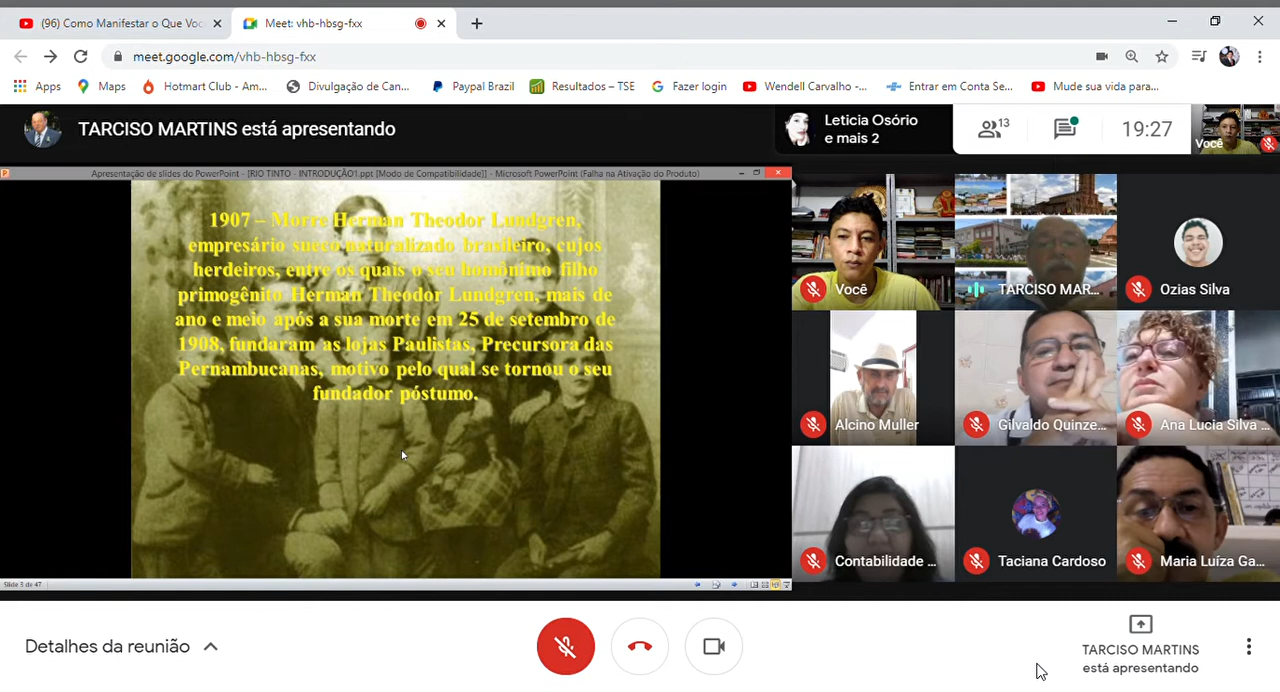 (96) Como Manifestar o Que Voc
Meet: vhb-hbsg-fxx
meet.google.com/vhb-hbsg-fxx
Apps
Maps
Hotmart Club - Am...
Divulgação de Can...
Paypal Brazil
Resultados – TSE
Fazer login
Wendell Carvalho -...
Entrar em Conta Se...
Mude sua vida para...
TARCISO MARTINS está apresentando
Leticia Osório
e mais 2
13
19:27
Você
Apresentação de slides do PowerPoint - [RIO TINTO - INTRODUÇÃO1.ppt [Modo de Compatibilidade]] - Microsoft PowerPoint (Falha na Ativação do Produto)
1907 – Morre Herman Theodor Lundgren,
empresário sueco naturalizado brasileiro, cujos
herdeiros, entre os quais o seu homônimo filho
primogênito Herman Theodor Lundgren, mais de
ano e meio após a sua morte em 25 de setembro de
1908, fundaram as lojas Paulistas, Precursora das
Pernambucanas, motivo pelo qual se tornou o seu
fundador póstumo.
Slide 3 de 47
Você
TARCISO MAR...
Ozias Silva
Alcino Muller
Gilvaldo Quinze...
Ana Lucia Silva ...
Contabilidade ...
Taciana Cardoso
Maria Luíza Ga...
Detalhes da reunião
TARCISO MARTINS
está apresentando